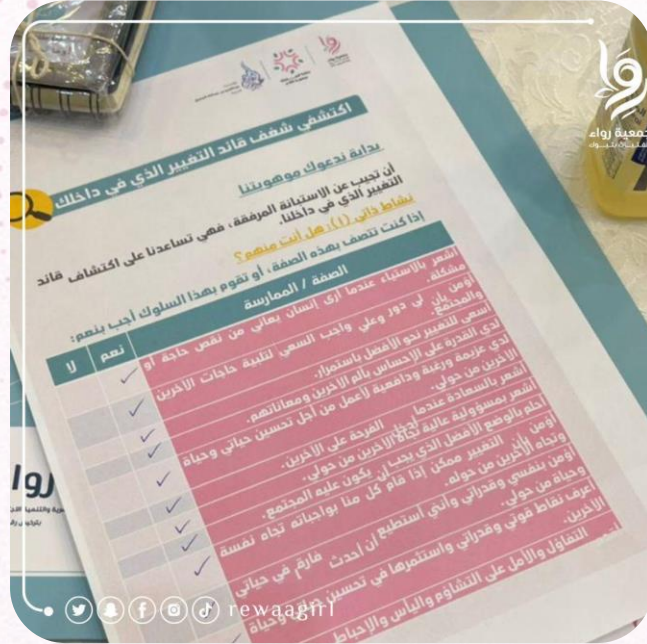 رواء
جمعية رواء
اكتشفي شغف قائد التغيير الذي في داخلك
بداية ندعوك موهوبتنا
أن تجيب عن الاستبانة المرفقة، فهي تساعدنا على اكتشاف قائد
التغيير الذي في داخلنا.
نشاط ذاتي (1): هل أنت منهم؟
إذا كنت تتصف بهذه الصفة، أو تقوم بهذا السلوك أجب بنعم:
الصفة / الممارسة نعم لا
أشعر بالاستياء عندما أرى إنسان يعاني من نقص حاجة أو
مشكلة.
أؤمن بأن لي دور وعلي واجب السعي لتلبية حاجات الآخرين
والمجتمع.
أسعى للتغيير نحو الأفضل باستمرار.
لدي القدرة على الإحساس بألم الآخرين ومعاناتهم.
لدي عزيمة ورغبة ودافعية لأعمل من أجل تحسين حياتي وحياة
الآخرين من حولي.
أشعر بالسعادة عندما أدخل الفرحة على الآخرين.
أشعر بمسؤولية عالية تجاه الآخرين من حولي.
أحلم بالوضع الأفضل الذي يجب أن يكون عليه المجتمع.
أؤمن بأن التغيير ممكن إذا قام كل منا بواجباته تجاه نفسة
وتجاه الآخرين من حوله.
أؤمن بنفسي وقدراتي وأني أستطيع أن أحدث فارقم في حياتي
وحياة من حولي.
أعرف نقاط قوتي وقدراتي واستثمرها في تحسين حياتي وحياة
الآخرين.
التفاؤل والأمل على التشاؤم واليأس والإحباط
rewaagirl